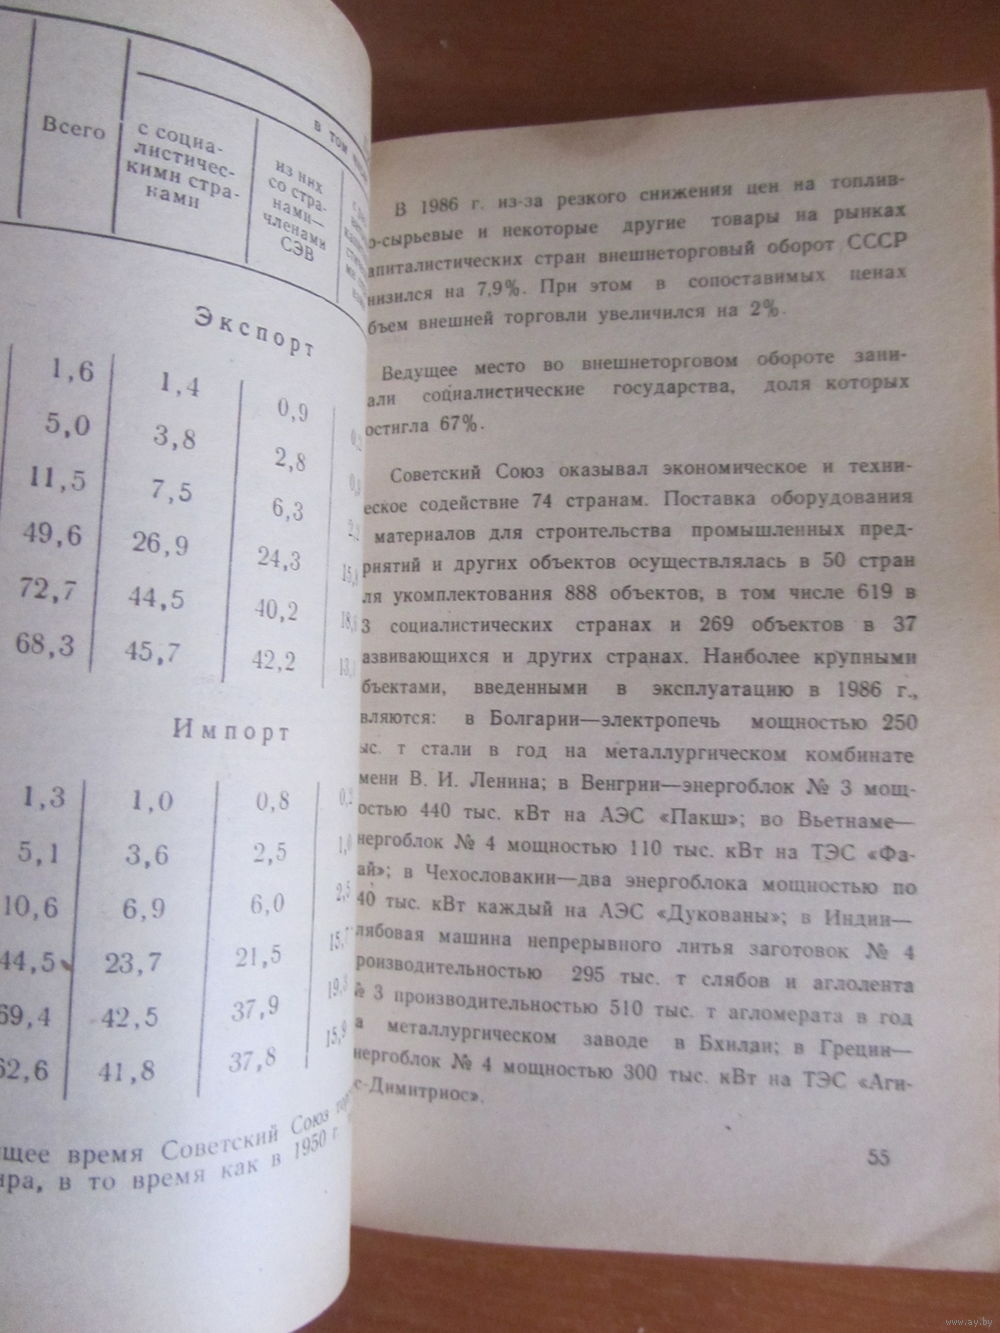 Всего
в том
с социа-
листичес-
кими стра-
нами
из них
со стра-
нами—
членами
СЭВ
Экспорт
1,6 1,4 0,9
5,0 3,8 2,8
11,5 7,5 6,3
49,6 26,9 24,3 15,8
72,7 44,5 40,2
68,3 45,7 42,2
Импорт
1,3 1,0 0,8
5,1 3,6 2,5
10,6 6,9 6,0 2,5
44,5 23,7 21,5
69,4 42,5 37,9
62,6 41,8 37,8 15,9
щее время Советский Союз
ира, в то время как в 1950 г.
В 1986 г. из-за резкого снижения цен на топлив-
о-сырьевые и некоторые другие товары на рынках
апиталистических стран внешнеторговый оборот СССР
низился на 7,9%. При этом в сопоставимых ценах
бъем внешней торговли увеличился на 2%.
Ведущее место во внешнеторговом обороте зани-
али социалистические государства, доля которых
остигла 67%.
Советский Союз оказывал экономическое и техни-
еское содействие 74 странам. Поставка оборудования
материалов для строительства промышленных пред-
риятий и других объектов осуществлялась в 50 стран
ля укомплектования 888 объектов, в том числе 619 в
3 социалистических странах и 269 объектов в 37
азвивающихся и других странах. Наиболее крупными
бъектами, введенными в эксплуатацию в 1986 г.,
вляются: в Болгарии—электропечь мощностью 250
ыс. т стали в год на металлургическом комбинате
мени В. И. Ленина; в Венгрии—энергоблок № 3 мощ-
остью 440 тыс. кВт на АЭС «Пакш»; во Вьетнаме—
нергоблок № 4 мощностью 110 тыс. кВт на ТЭС «Фа-
ай»; в Чехословакии—два энергоблока мощностью по
40 тыс. кВт каждый на АЭС «Дукованы»; в Индии—
лябовая машина непрерывного литья заготовок № 4
роизводительностью 295 тыс. т слябов и аглолента
№ 3 производительностью 510 тыс. т агломерата в год
а металлургическом заводе в Бхилаи; в Греции—
нергоблок № 4 мощностью 300 тыс. кВт на ТЭС «Аги-
с-Димитриос».
55
www.ay.by